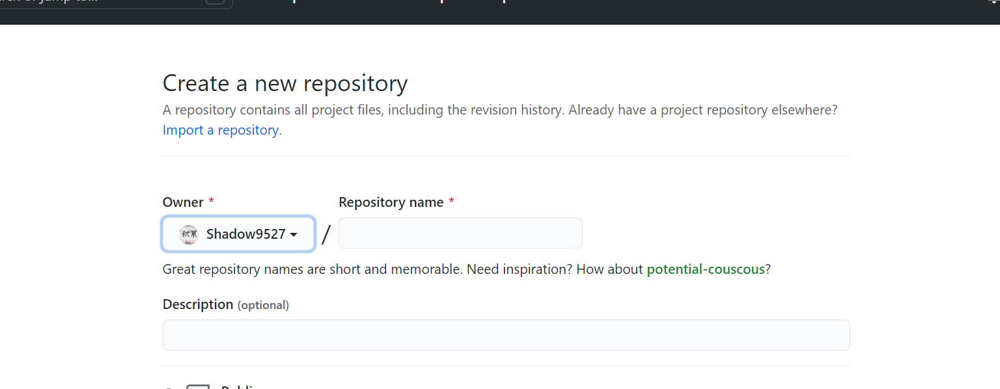 Create a new repository
A repository contains all project files, including the revision history. Already have a project repository elsewhere?
Import a repository.
Owner * Repository name *
积累 Shadow9527 /
Great repository names are short and memorable. Need inspiration? How about potential-couscous?
Description (optional)